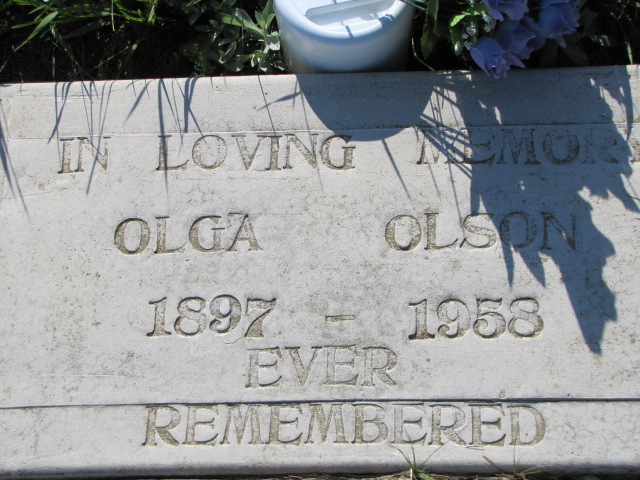 IN LOVING MEMORY
OLGA OLSON
1897 - 1958
EVER
REMEMBERED